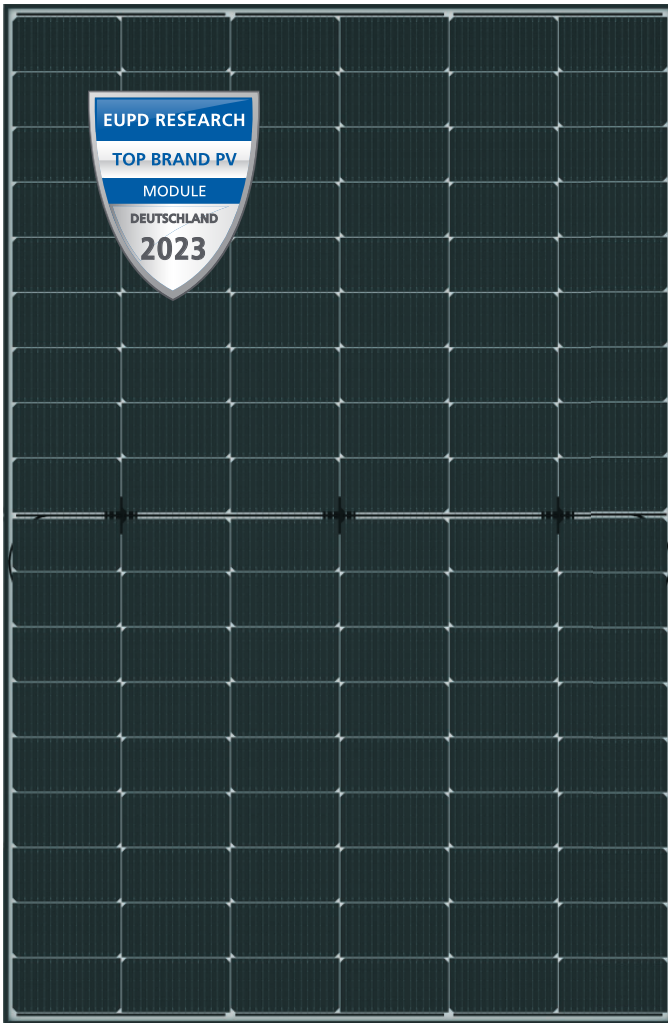 EUPD RESEARCH
TOP BRAND PV
MODULE
DEUTSCHLAND
2023